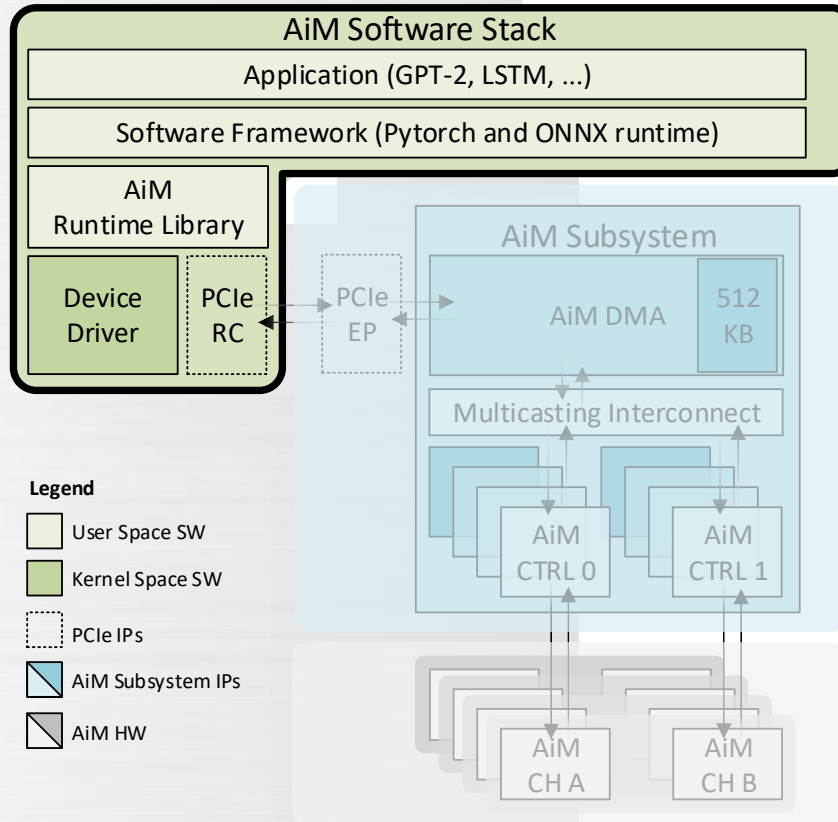 AiM Software Stack
Application (GPT-2, LSTM, ...)
Software Framework (Pytorch and ONNX runtime)
AiM
Runtime Library
Device
Driver
PCIe
RC
PCIe
EP
AiM Subsystem
AiM DMA
512
KB
Multicasting Interconnect
AiM
CTRL 0
AiM
CTRL 1
AiM
CH A
AiM
CH B
Legend
User Space SW
Kernel Space SW
PCIe IPs
AiM Subsystem IPs
AiM HW